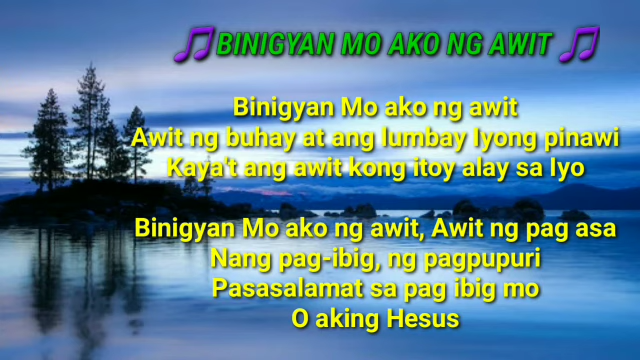 🎵BINIGYAN MO AKO NG AWIT🎵
Binigyan Mo ako ng awit
Awit ng buhay at ang lumbay Iyong pinawi
Kaya't ang awit kong itoy alay sa Iyo
Binigyan Mo ako ng awit, Awit ng pag asa
Nang pag-ibig, ng pagpupuri
Pasasalamat sa pag ibig mo
O aking Hesus